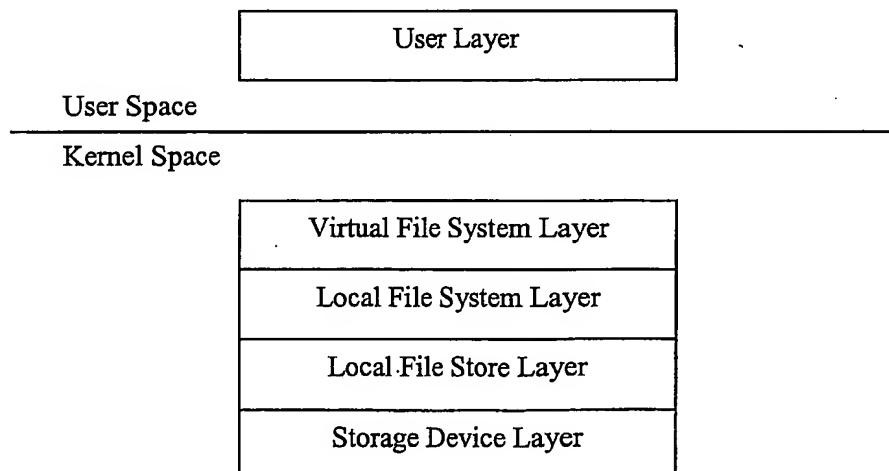 User Layer
User Space
Kernel Space
Virtual File System Layer
Local File System Layer
Local File Store Layer
Storage Device Layer